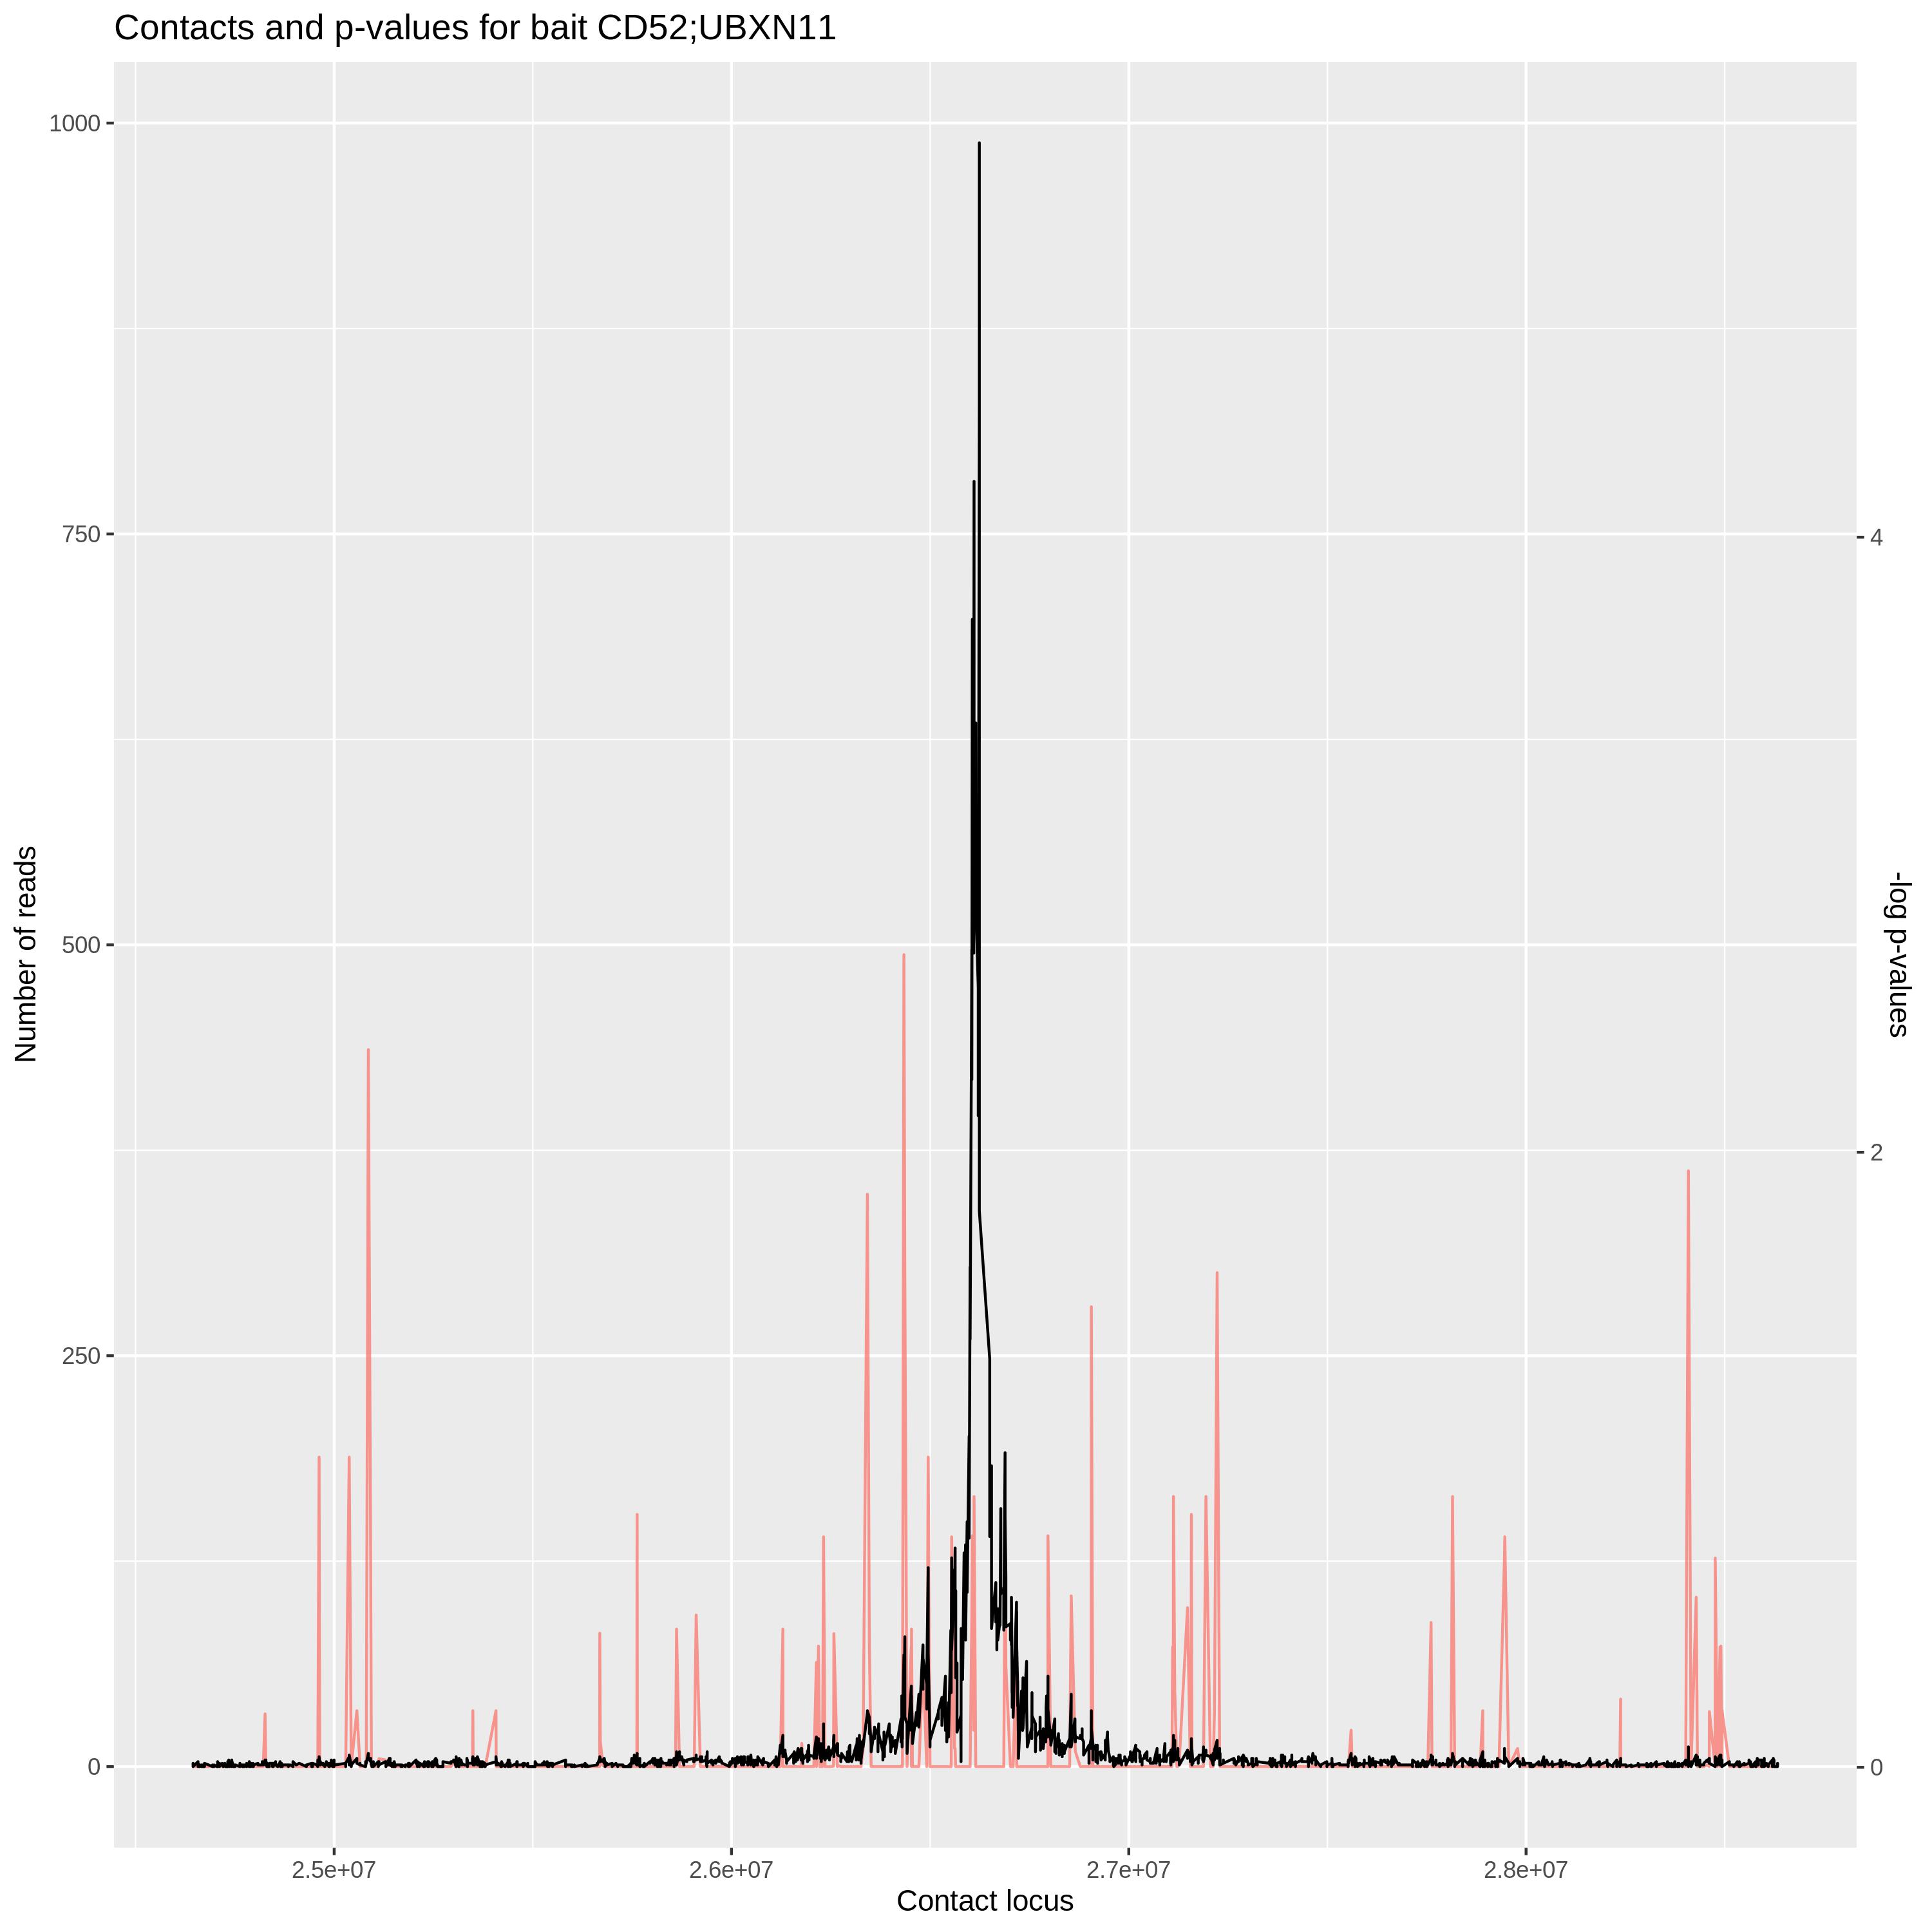 Contacts and p-values for bait CD52;UBXN11
1000
750
500
250
0
Number of reads
4
2
0
-log p-values
2.5e+07
2.6e+07
2.7e+07
2.8e+07
Contact locus